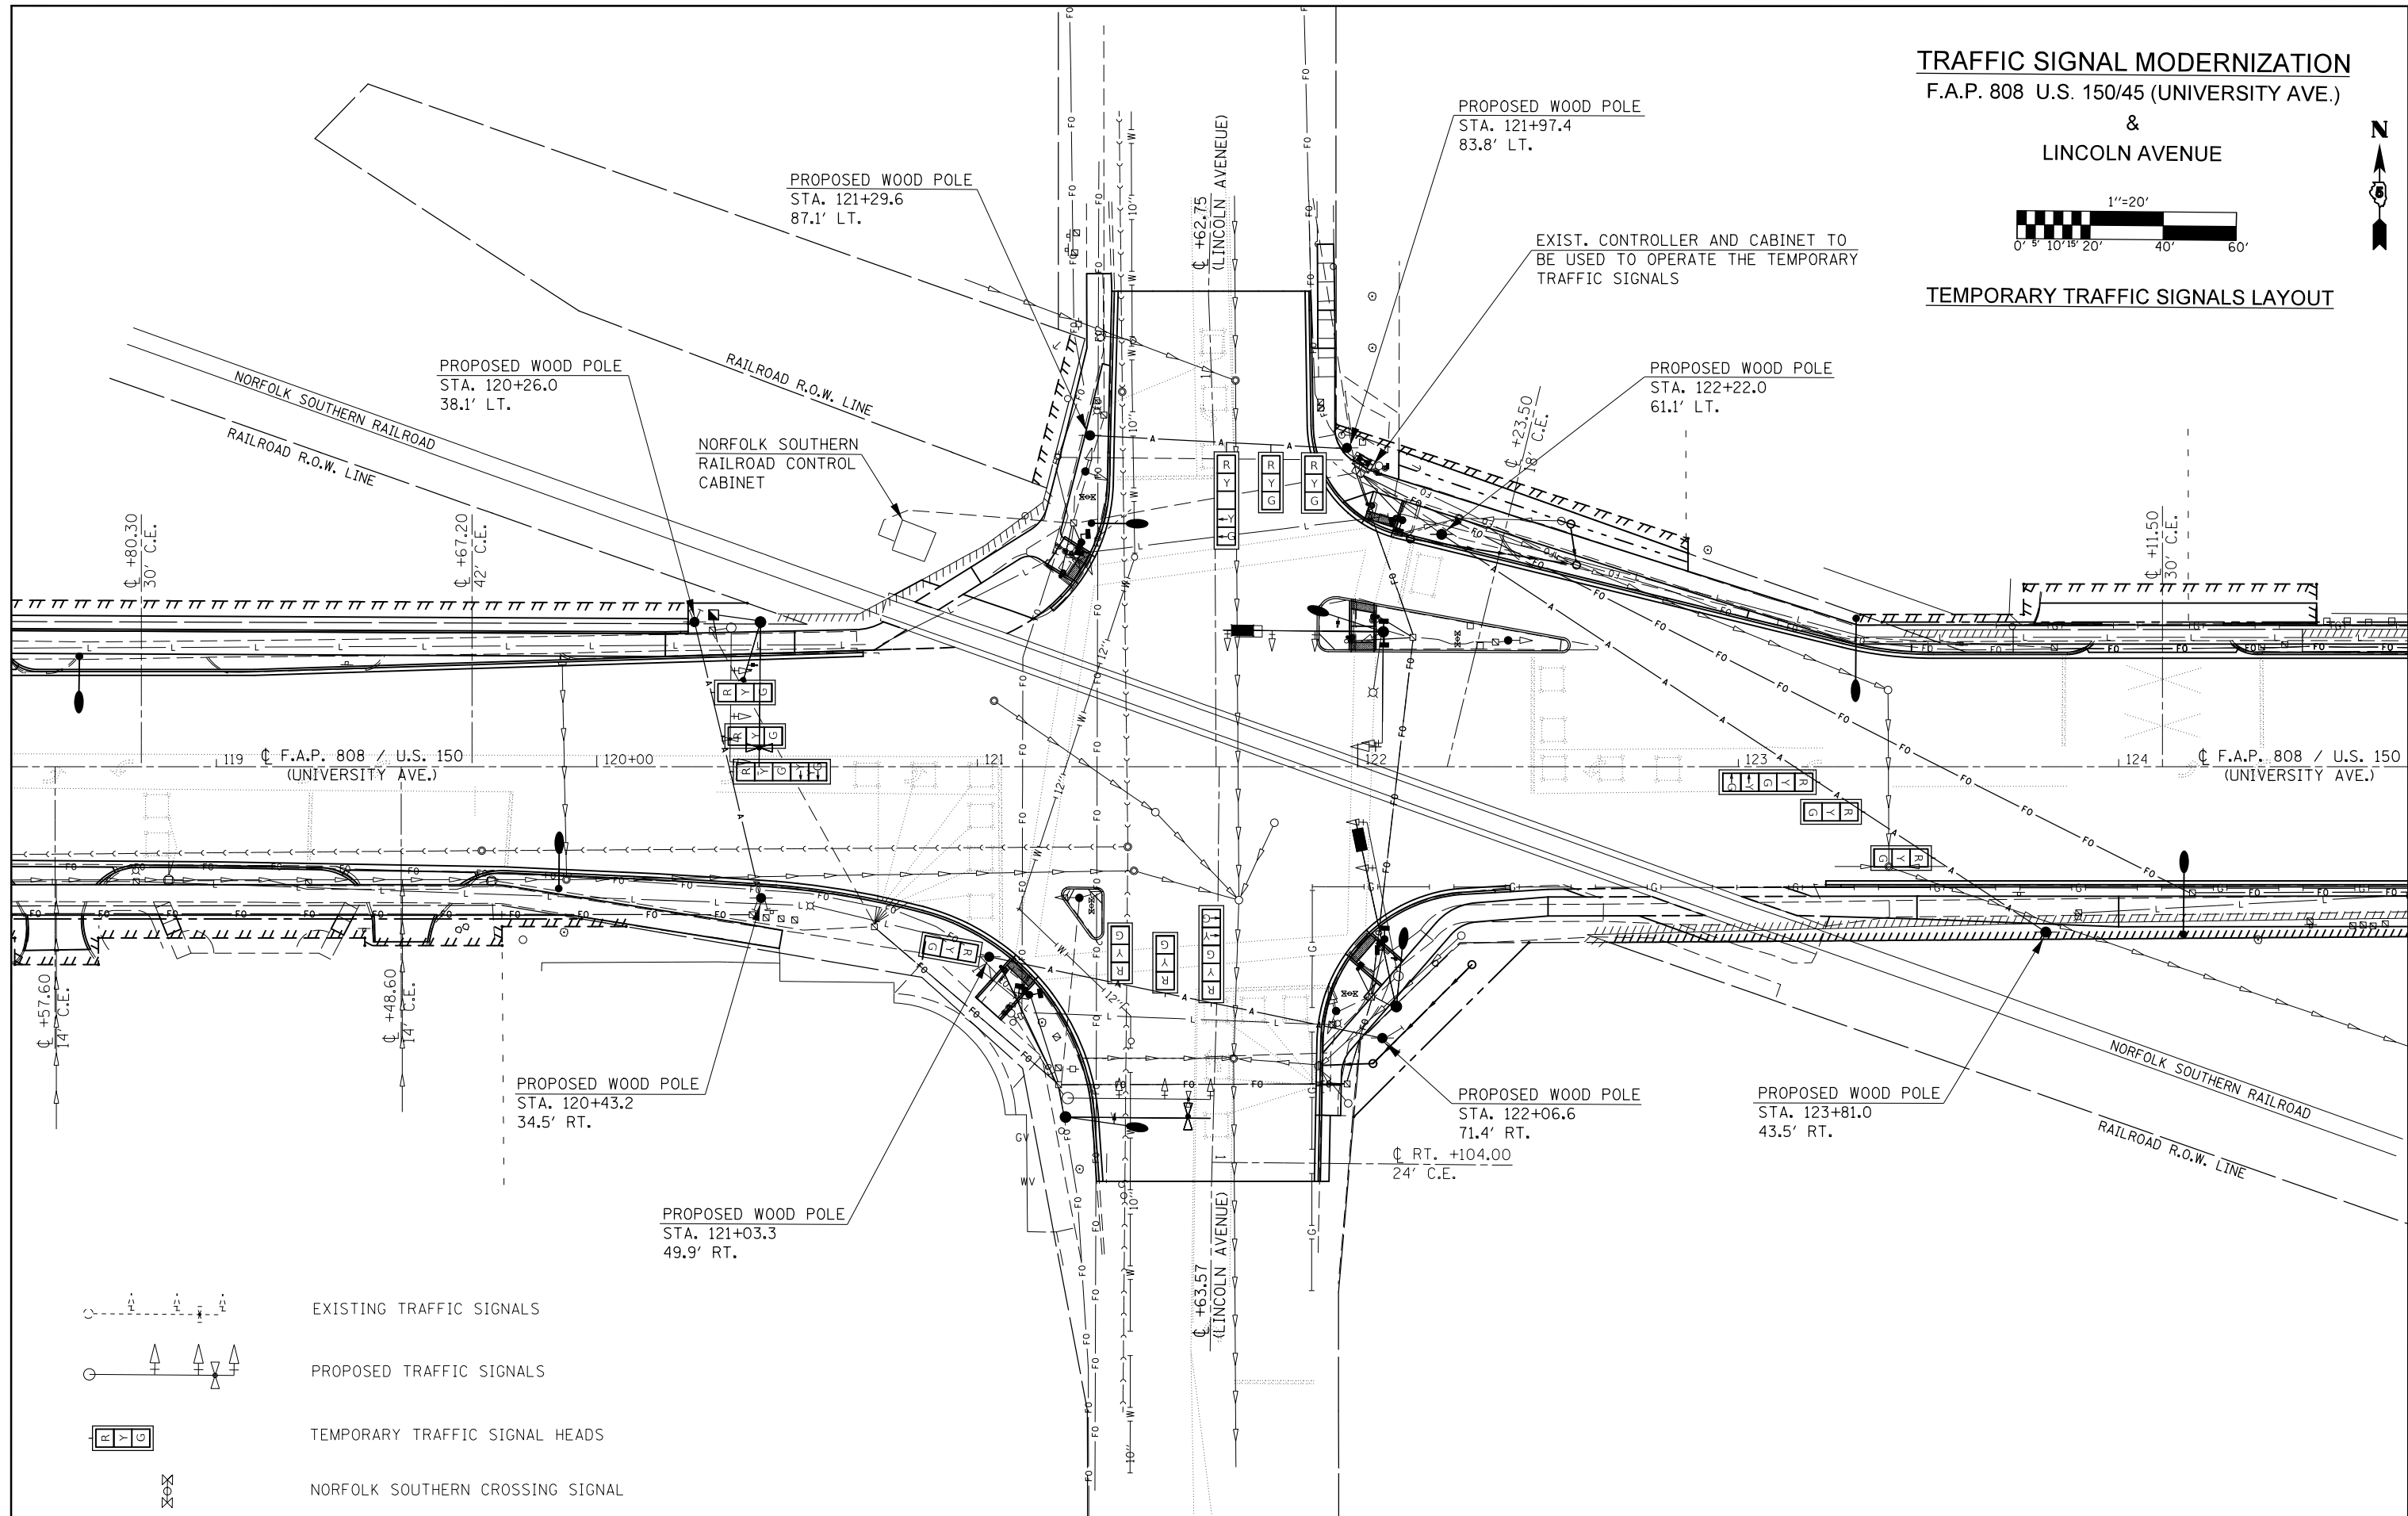 TRAFFIC SIGNAL MODERNIZATION
F.A.P. 808 U.S. 150/45 (UNIVERSITY AVE.)
&
LINCOLN AVENUE
N
5
1''=20'
0' 5' 10' 15' 20' 40' 60'
TEMPORARY TRAFFIC SIGNALS LAYOUT
PROPOSED WOOD POLE
STA. 121+97.4
83.8' LT.
PROPOSED WOOD POLE
STA. 121+29.6
87.1' LT.
℄ +62.75
(LINCOLN AVENEUE)
EXIST. CONTROLLER AND CABINET TO
BE USED TO OPERATE THE TEMPORARY
TRAFFIC SIGNALS
PROPOSED WOOD POLE
STA. 120+26.0
38.1' LT.
PROPOSED WOOD POLE
STA. 122+22.0
61.1' LT.
NORFOLK SOUTHERN RAILROAD
RAILROAD R.O.W. LINE
RAILROAD R.O.W. LINE
NORFOLK SOUTHERN
RAILROAD CONTROL
CABINET
℄ +23.50
18' C.E.
℄ +80.30
30' C.E.
℄ +67.20
42' C.E.
℄ +11.50
30' C.E.
119
℄ F.A.P. 808 / U.S. 150
(UNIVERSITY AVE.)
120+00
121
122
123
124
℄ F.A.P. 808 / U.S. 150
(UNIVERSITY AVE.)
℄ +57.60
14' C.E.
℄ +48.60
14' C.E.
PROPOSED WOOD POLE
STA. 120+43.2
34.5' RT.
PROPOSED WOOD POLE
STA. 122+06.6
71.4' RT.
PROPOSED WOOD POLE
STA. 123+81.0
43.5' RT.
NORFOLK SOUTHERN RAILROAD
RAILROAD R.O.W. LINE
℄ RT. +104.00
24' C.E.
GV
WV
PROPOSED WOOD POLE
STA. 121+03.3
49.9' RT.
℄ +63.57
(LINCOLN AVENUE)
EXISTING TRAFFIC SIGNALS
PROPOSED TRAFFIC SIGNALS
R Y G
TEMPORARY TRAFFIC SIGNAL HEADS
NORFOLK SOUTHERN CROSSING SIGNAL